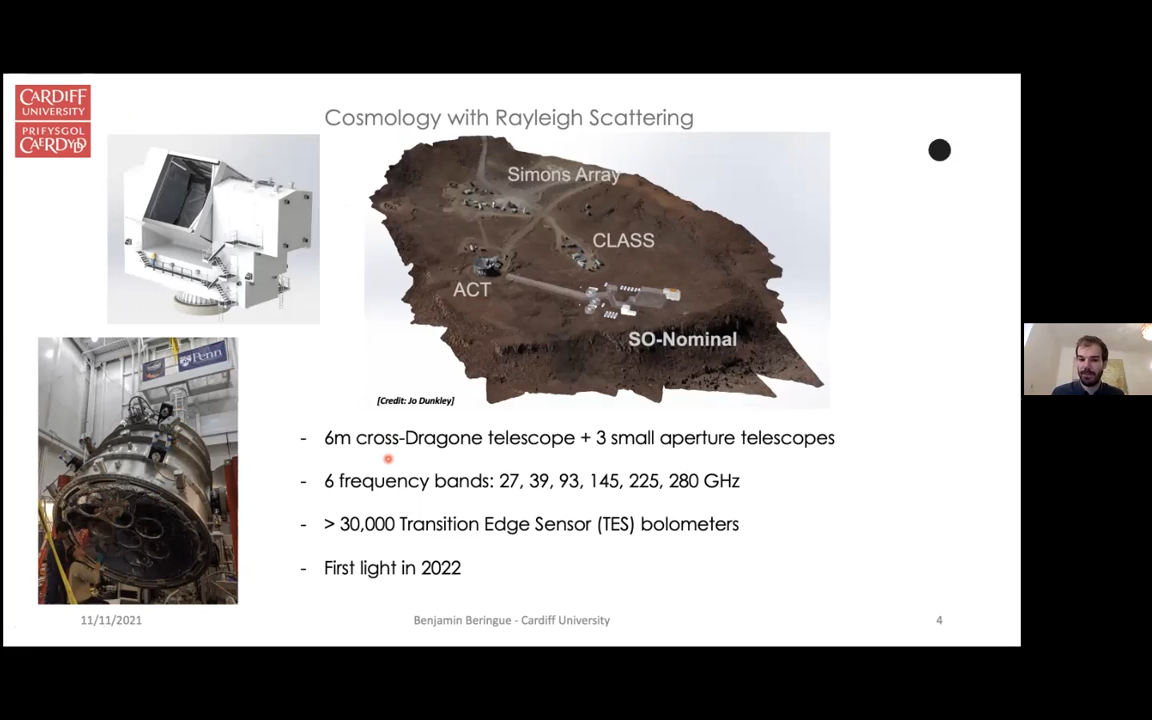 CARDIFF
UNIVERSITY
PRIFYSGOL
CAERDYDD
Cosmology with Rayleigh Scattering
Simons Array
CLASS
ACT
SO-Nominal
[Credit: Jo Dunkley]
Penn
- 6m cross-Dragone telescope + 3 small aperture telescopes
- 6 frequency bands: 27, 39, 93, 145, 225, 280 GHz
- > 30,000 Transition Edge Sensor (TES) bolometers
- First light in 2022
11/11/2021
Benjamin Beringue - Cardiff University
4